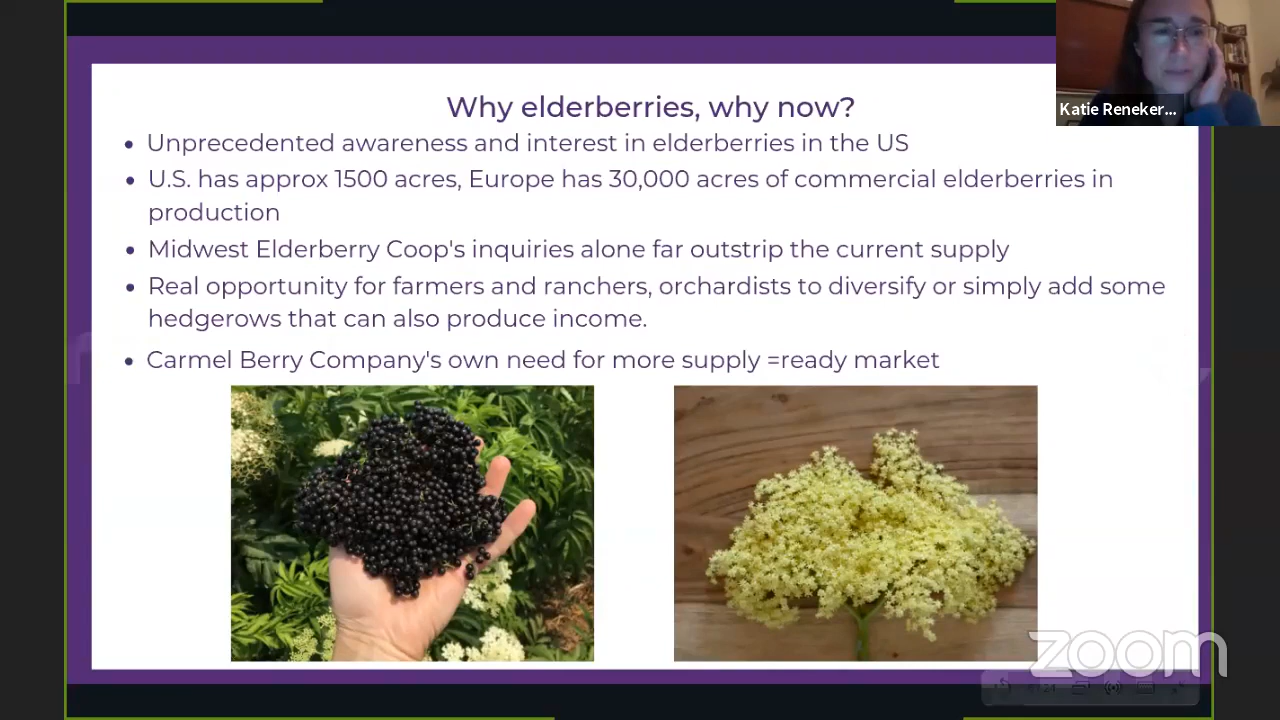 Why elderberries, why now?
Katie Reneker...
• Unprecedented awareness and interest in elderberries in the US
• U.S. has approx 1500 acres, Europe has 30,000 acres of commercial elderberries in
production
• Midwest Elderberry Coop's inquiries alone far outstrip the current supply
• Real opportunity for farmers and ranchers, orchardists to diversify or simply add some
hedgerows that can also produce income.
• Carmel Berry Company's own need for more supply =ready market
zoom